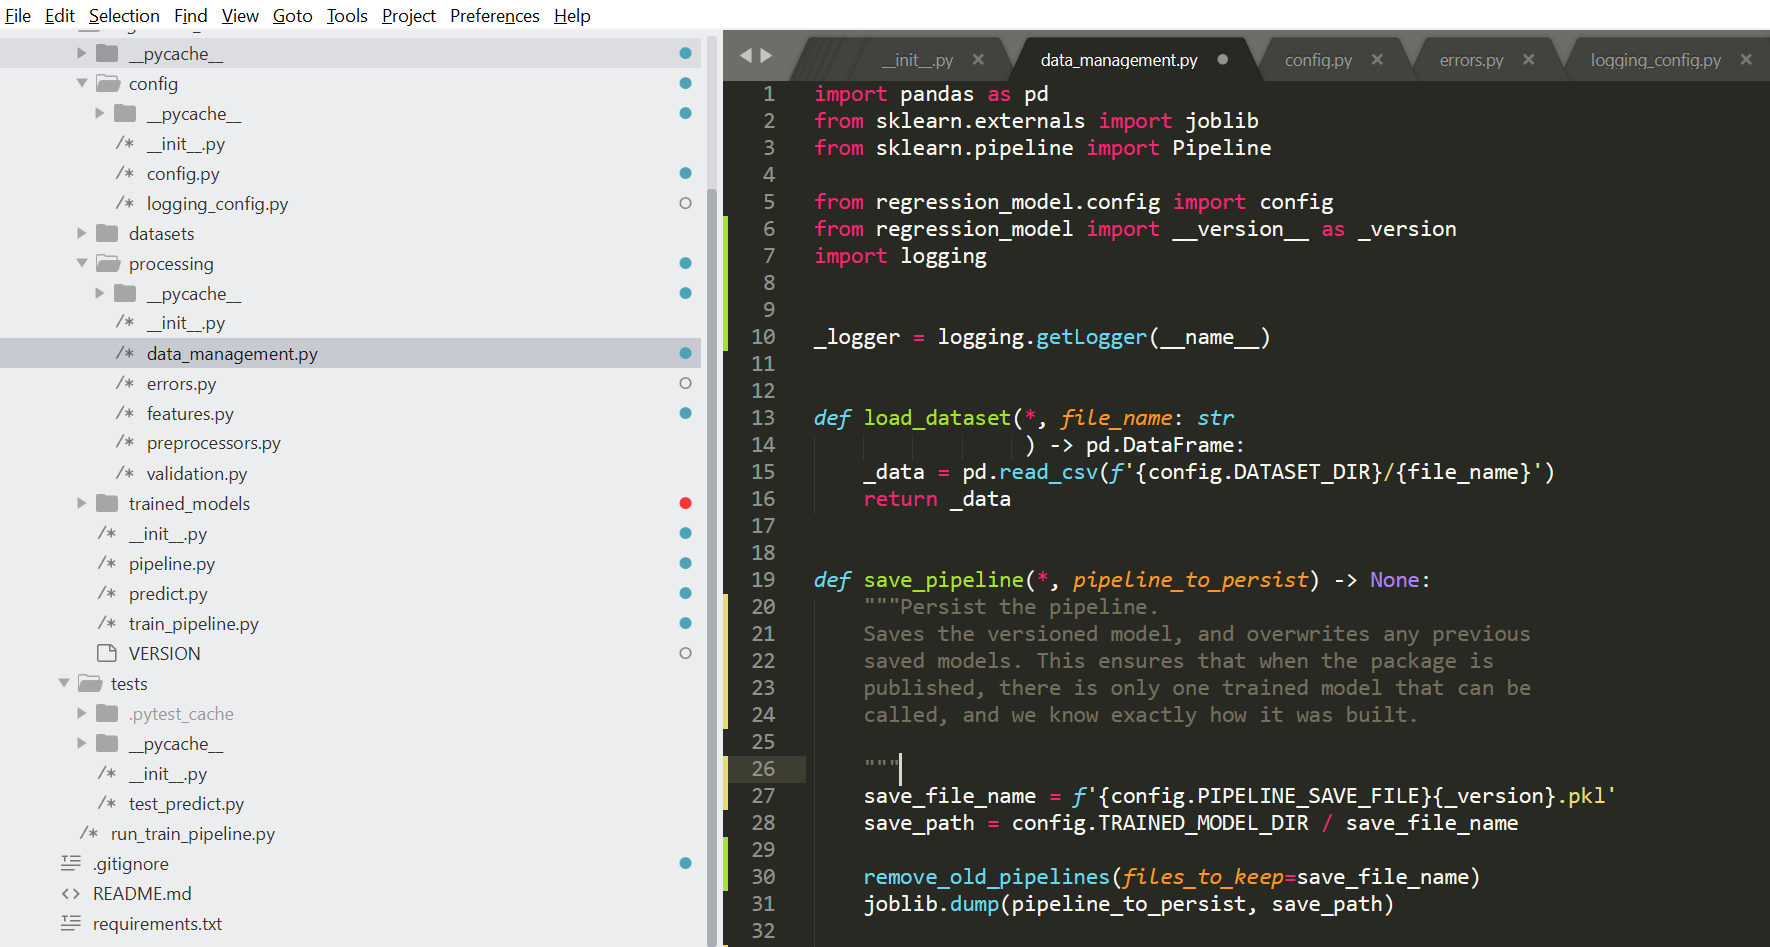 File Edit Selection Find View Goto Tools Project Preferences Help
__pycache__
config
__pycache__
/* __init__.py
/* config.py
/* logging_config.py
datasets
processing
__pycache__
/* __init__.py
/* data_management.py
/* errors.py
/* features.py
/* preprocessors.py
/* validation.py
trained_models
/* __init__.py
/* pipeline.py
/* predict.py
/* train_pipeline.py
VERSION
tests
.pytest_cache
__pycache__
/* __init__.py
/* test_predict.py
/* run_train_pipeline.py
.gitignore
<> README.md
requirements.txt
__init__.py × data_management.py config.py × errors.py × logging_config.py ×
1 import pandas as pd
2 from sklearn.externals import joblib
3 from sklearn.pipeline import Pipeline
4
5 from regression_model.config import config
6 from regression_model import __version__ as _version
7 import logging
8
9
10 _logger = logging.getLogger(__name__)
11
12
13 def load_dataset(*, file_name: str
14 ) -> pd.DataFrame:
15 _data = pd.read_csv(f'{config.DATASET_DIR}/{file_name}')
16 return _data
17
18
19 def save_pipeline(*, pipeline_to_persist) -> None:
20 """Persist the pipeline.
21 Saves the versioned model, and overwrites any previous
22 saved models. This ensures that when the package is
23 published, there is only one trained model that can be
24 called, and we know exactly how it was built.
25
26 """
27 save_file_name = f'{config.PIPELINE_SAVE_FILE}{_version}.pkl'
28 save_path = config.TRAINED_MODEL_DIR / save_file_name
29
30 remove_old_pipelines(files_to_keep=save_file_name)
31 joblib.dump(pipeline_to_persist, save_path)
32